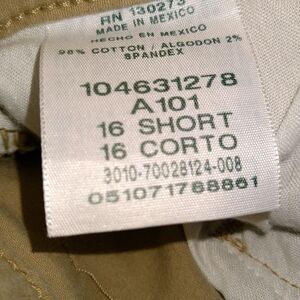 RN 130273
MADE IN MEXICO
HECHO EN MEXICO
98% COTTON / ALGODON 2%
SPANDEX
104631278
A101
16 SHORT
16 CORTO
3010-70028124-008
051071788861